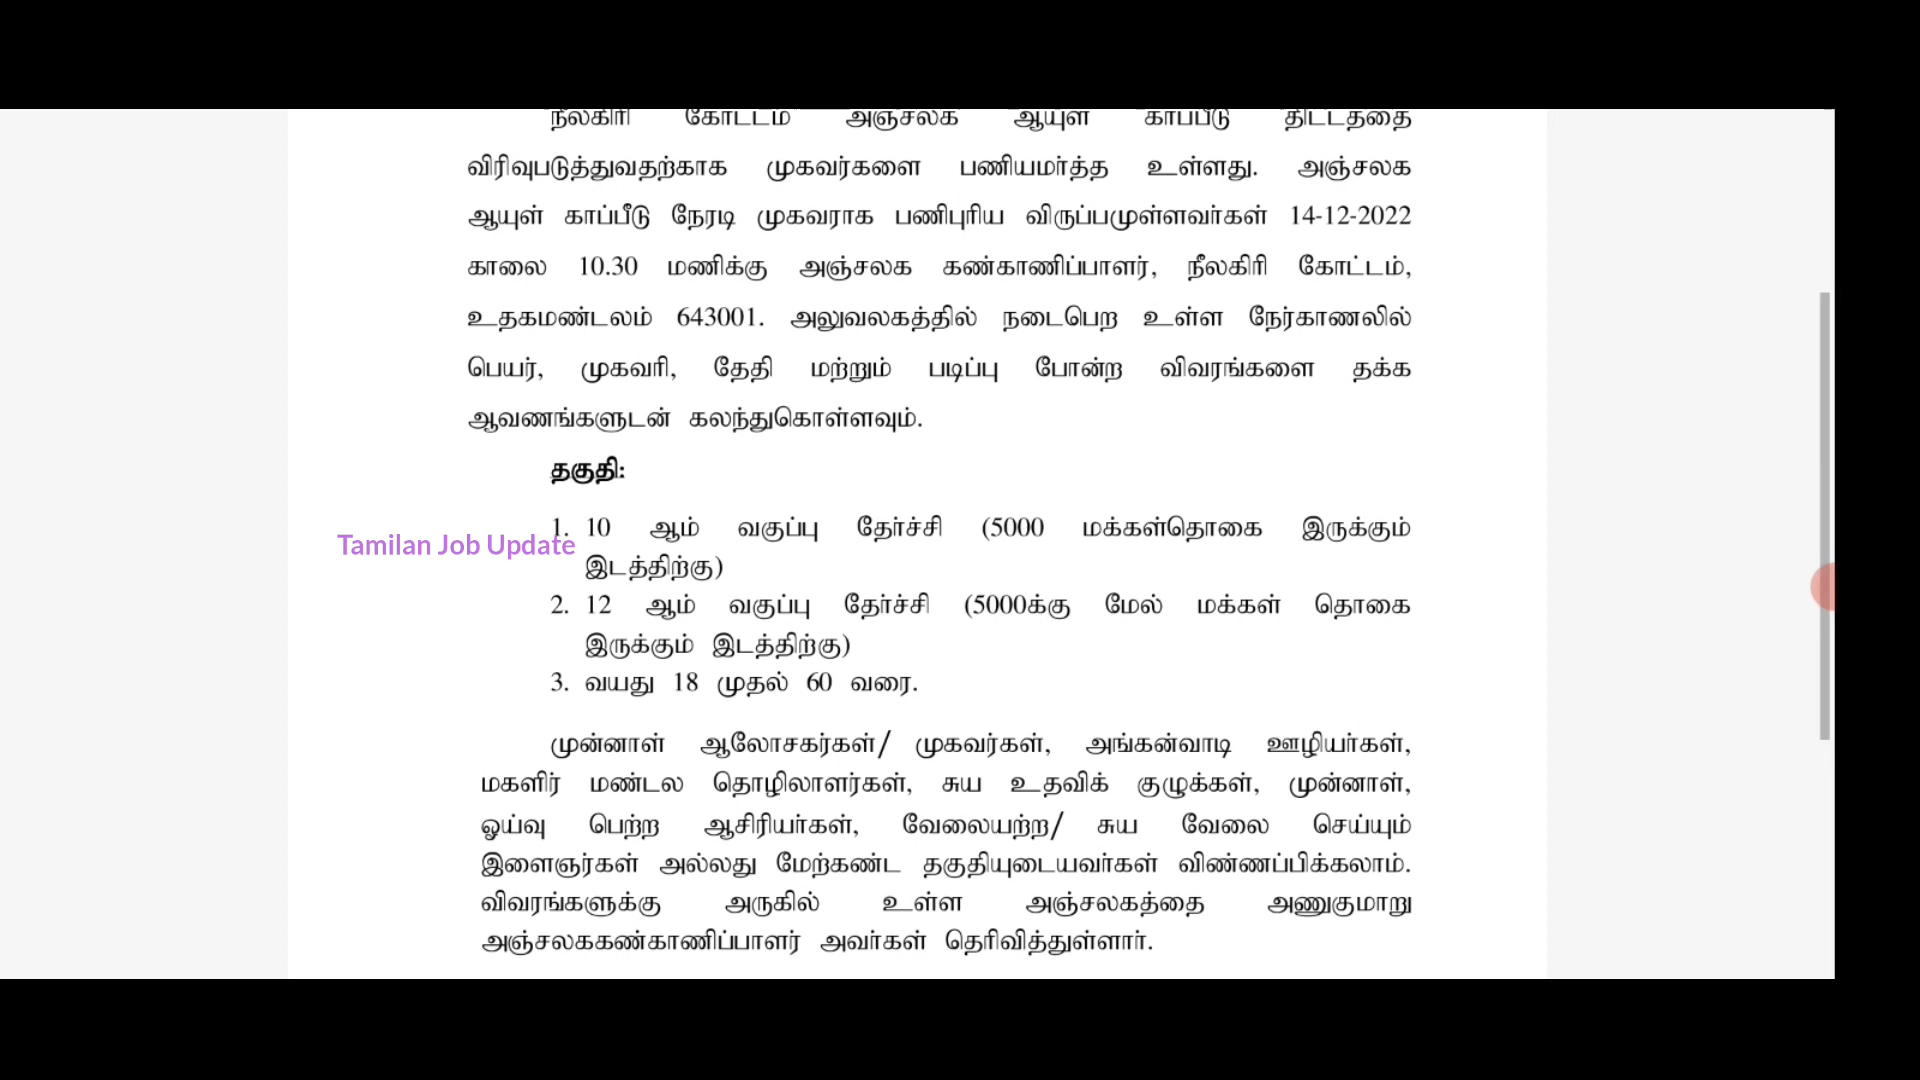 நீலகிரி கோட்டம் அஞ்சலக ஆயுள் காப்பீடு திட்டத்தை
விரிவுபடுத்துவதற்காக முகவர்களை பணியமர்த்த உள்ளது. அஞ்சலக
ஆயுள் காப்பீடு நேரடி முகவராக பணிபுரிய விருப்பமுள்ளவர்கள் 14-12-2022
காலை 10.30 மணிக்கு அஞ்சலக கண்காணிப்பாளர், நீலகிரி கோட்டம்,
உதகமண்டலம் 643001. அலுவலகத்தில் நடைபெற உள்ள நேர்காணலில்
பெயர், முகவரி, தேதி மற்றும் படிப்பு போன்ற விவரங்களை தக்க
ஆவணங்களுடன் கலந்துகொள்ளவும்.
தகுதி:
1. 10 ஆம் வகுப்பு தேர்ச்சி (5000 மக்கள்தொகை இருக்கும்
Tamilan Job Update
இடத்திற்கு)
2. 12 ஆம் வகுப்பு தேர்ச்சி (5000க்கு மேல் மக்கள் தொகை
இருக்கும் இடத்திற்கு)
3. வயது 18 முதல் 60 வரை.
முன்னாள் ஆலோசகர்கள்/ முகவர்கள், அங்கன்வாடி ஊழியர்கள்,
மகளிர் மண்டல தொழிலாளர்கள், சுய உதவிக் குழுக்கள், முன்னாள்,
ஓய்வு பெற்ற ஆசிரியர்கள், வேலையற்ற/ சுய வேலை செய்யும்
இளைஞர்கள் அல்லது மேற்கண்ட தகுதியுடையவர்கள் விண்ணப்பிக்கலாம்.
விவரங்களுக்கு அருகில் உள்ள அஞ்சலகத்தை அணுகுமாறு
அஞ்சலககண்காணிப்பாளர் அவர்கள் தெரிவித்துள்ளார்.